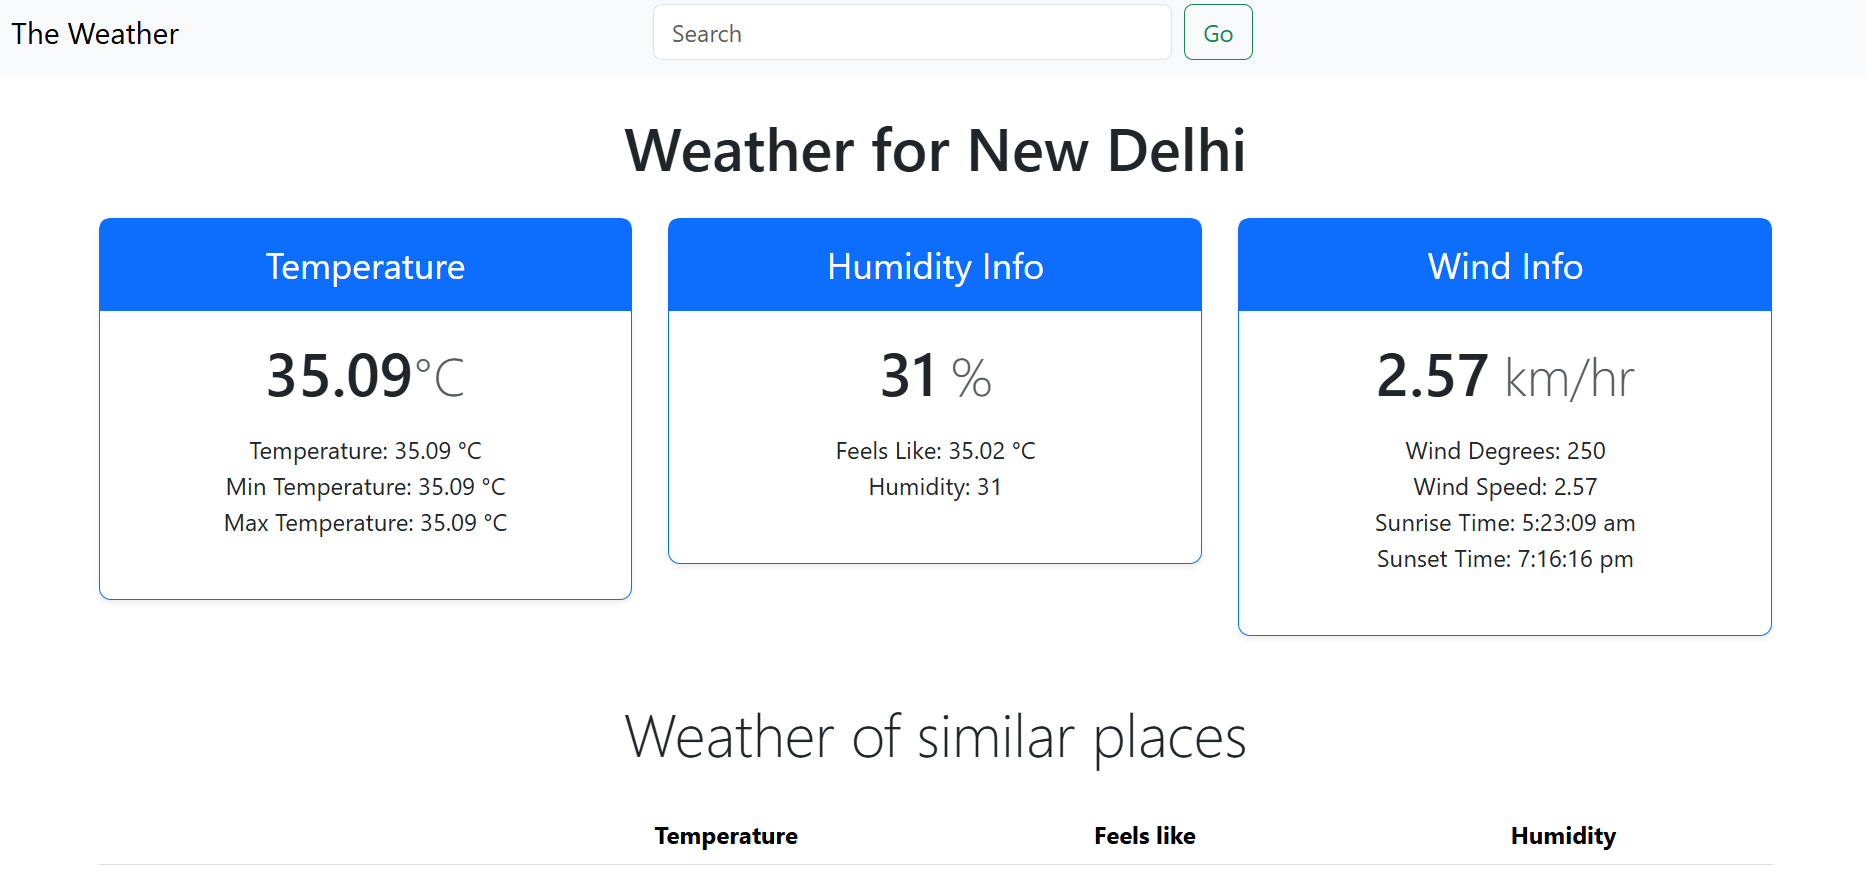 The Weather
Search
Go
Weather for New Delhi
Temperature
35.09°C
Temperature: 35.09 °C
Min Temperature: 35.09 °C
Max Temperature: 35.09 °C
Humidity Info
31 %
Feels Like: 35.02 °C
Humidity: 31
Wind Info
2.57 km/hr
Wind Degrees: 250
Wind Speed: 2.57
Sunrise Time: 5:23:09 am
Sunset Time: 7:16:16 pm
Weather of similar places
Temperature Feels like Humidity